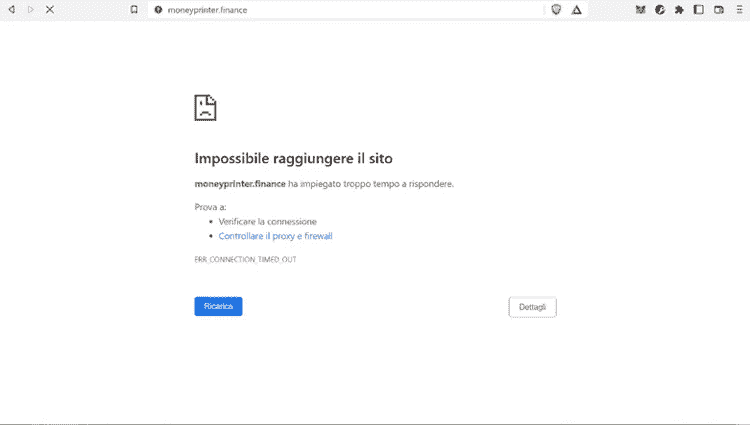 moneyprinter.finance
Impossibile raggiungere il sito
moneyprinter.finance ha impiegato troppo tempo a rispondere.
Prova a:
Verificare la connessione
Controllare il proxy e firewall
ERR_CONNECTION_TIMED_OUT
Ricarica
Dettagli